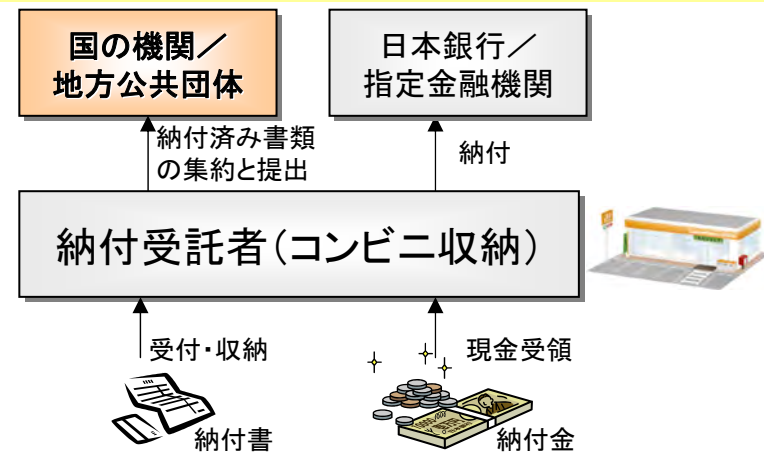 国の機関／
地方公共団体
日本銀行／
指定金融機関
納付済み書類
の集約と提出
納付
納付受託者（コンビニ収納）
受付・収納
現金受領
納付書
納付金